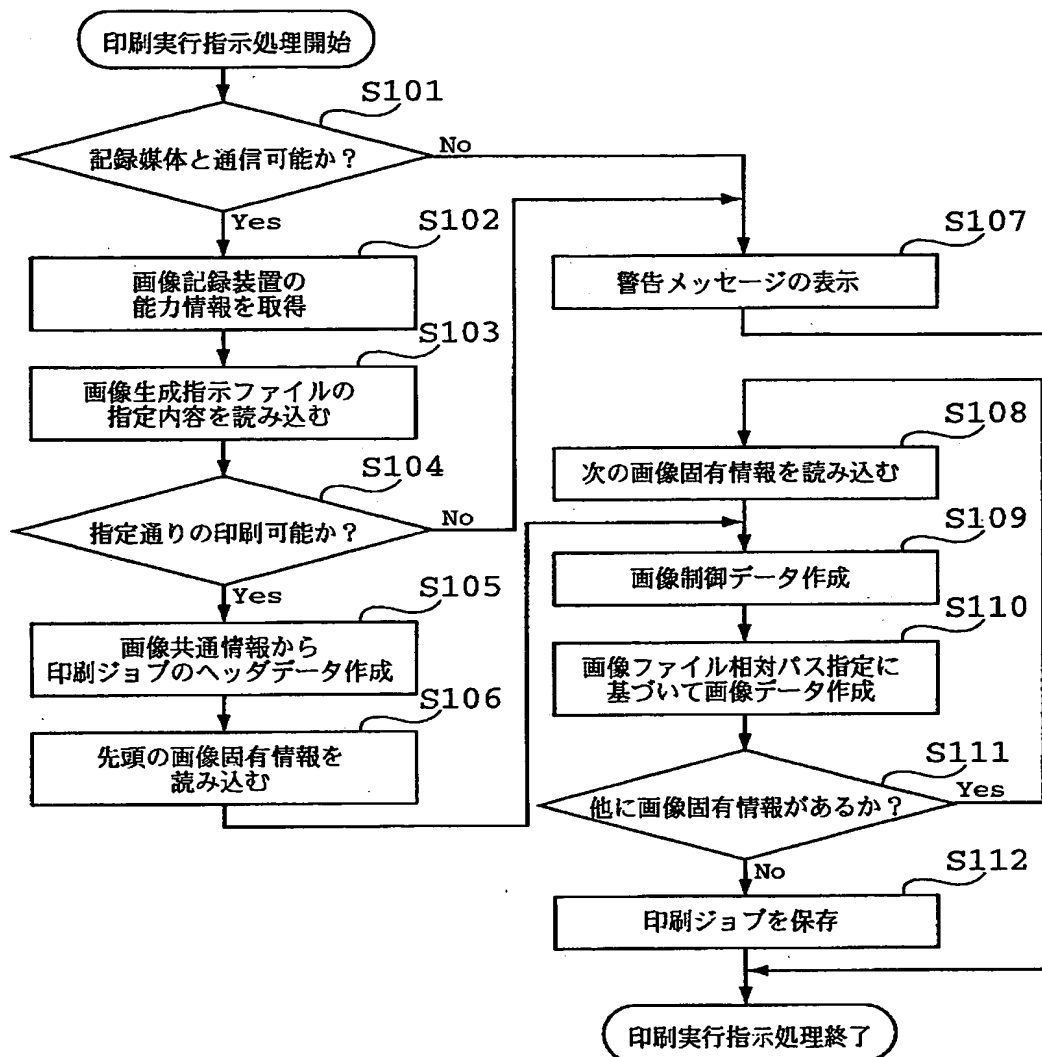 印刷実行指示処理開始
S101
記録媒体と通信可能か?
No
Yes
S102
画像記録装置の
能力情報を取得
S103
画像生成指示ファイルの
指定内容を読み込む
S104
指定通りの印刷可能か?
No
Yes
S105
画像共通情報から
印刷ジョブのヘッダデータ作成
S106
先頭の画像固有情報を
読み込む
S107
警告メッセージの表示
S108
次の画像固有情報を読み込む
S109
画像制御データ作成
S110
画像ファイル相対パス指定に
基づいて画像データ作成
S111
他に画像固有情報があるか?
Yes
No
S112
印刷ジョブを保存
印刷実行指示処理終了